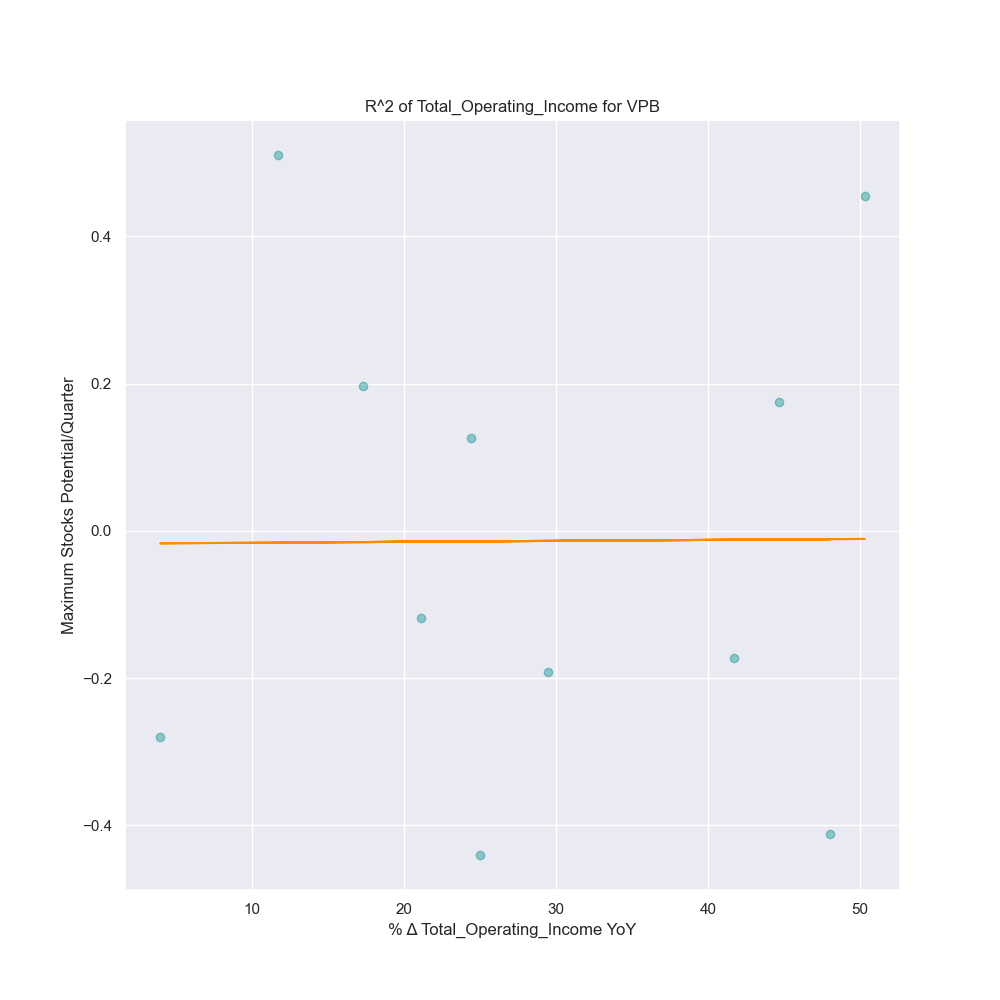 R^2 of Total_Operating_Income for VPB
Maximum Stocks Potential/Quarter
0.4
0.2
0.0
−0.2
−0.4
10 20 30 40 50
% Δ Total_Operating_Income YoY